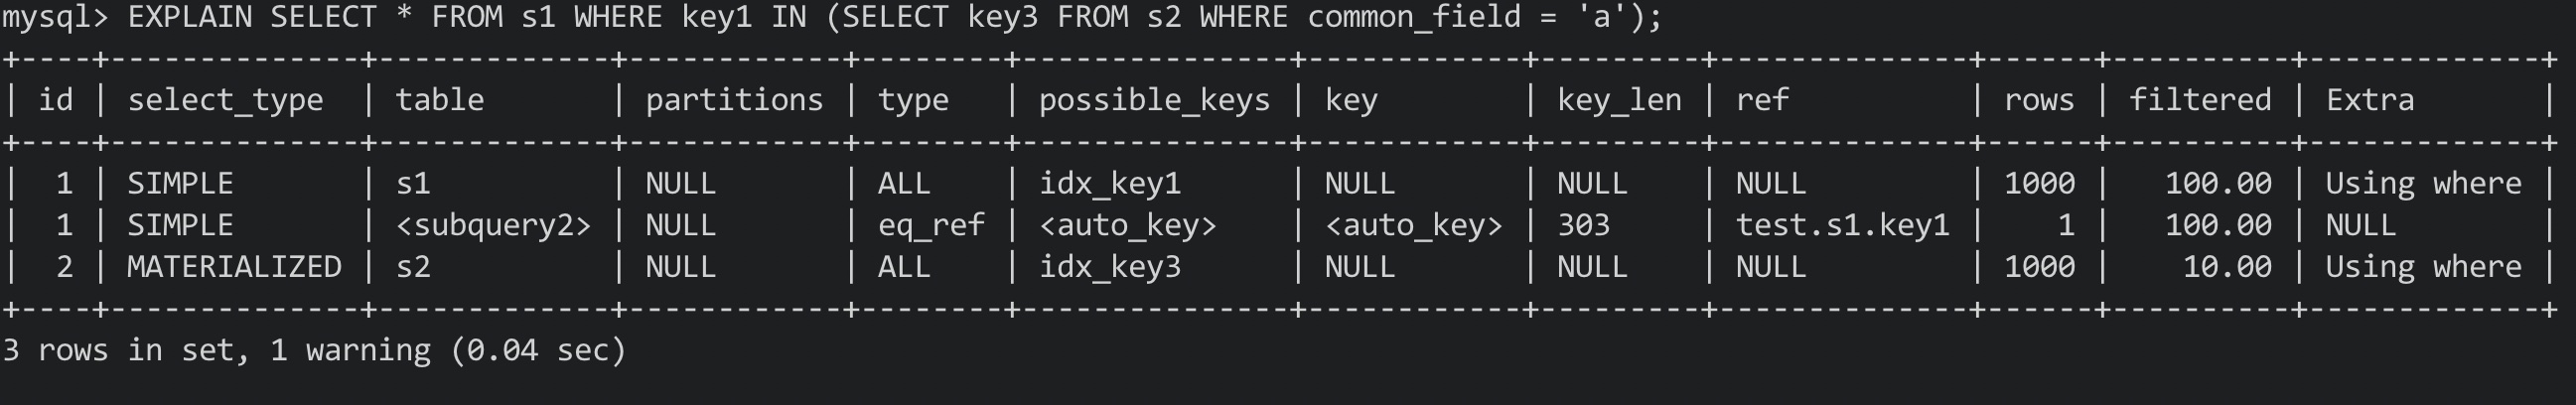 mysql> EXPLAIN SELECT * FROM s1 WHERE key1 IN (SELECT key3 FROM s2 WHERE common_field = 'a');
+----+--------------+-------------+------------+--------+---------------+------------+---------+--------------+------+----------+-------------+
| id | select_type  | table       | partitions | type   | possible_keys | key        | key_len | ref          | rows | filtered | Extra       |
+----+--------------+-------------+------------+--------+---------------+------------+---------+--------------+------+----------+-------------+
|  1 | SIMPLE       | s1          | NULL       | ALL    | idx_key1      | NULL       | NULL    | NULL         | 1000 |   100.00 | Using where |
|  1 | SIMPLE       | <subquery2> | NULL       | eq_ref | <auto_key>    | <auto_key> | 303     | test.s1.key1 |    1 |   100.00 | NULL        |
|  2 | MATERIALIZED | s2          | NULL       | ALL    | idx_key3      | NULL       | NULL    | NULL         | 1000 |    10.00 | Using where |
+----+--------------+-------------+------------+--------+---------------+------------+---------+--------------+------+----------+-------------+
3 rows in set, 1 warning (0.04 sec)